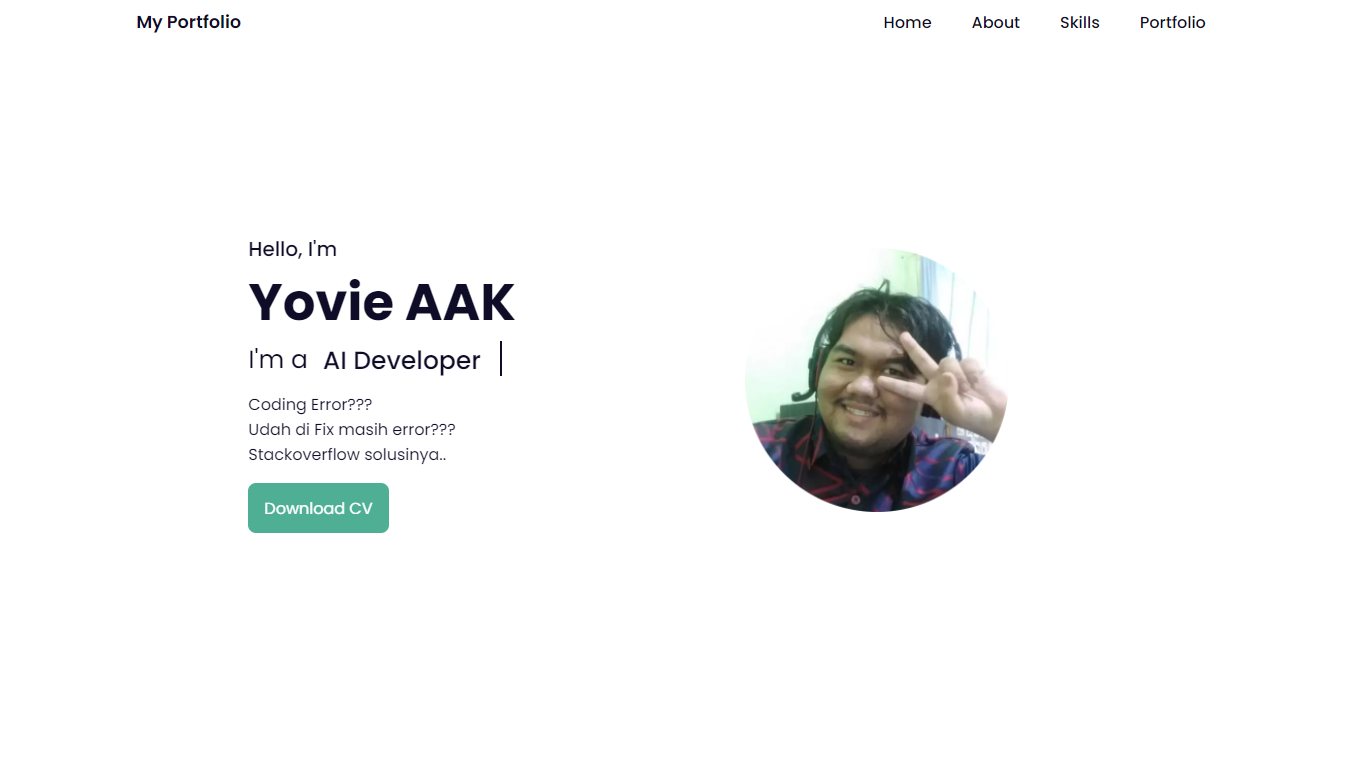 My Portfolio
Home About Skills Portfolio
Hello, I'm
Yovie AAK
I'm a AI Developer
Coding Error???
Udah di Fix masih error???
Stackoverflow solusinya..
Download CV